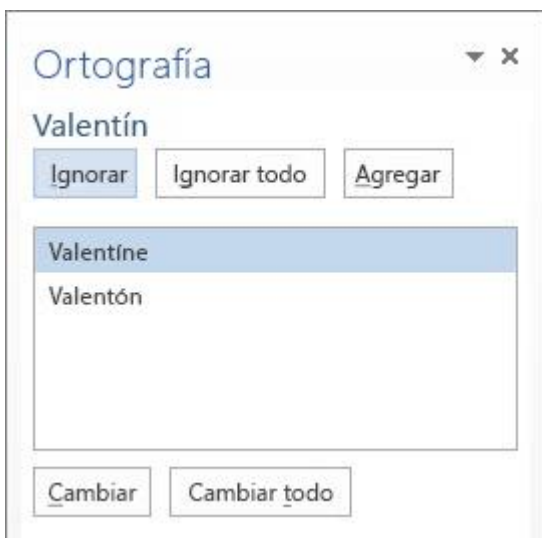 Ortografía
Valentín
Ignorar Ignorar todo Agregar
Valentíne
Valentón
Cambiar Cambiar todo